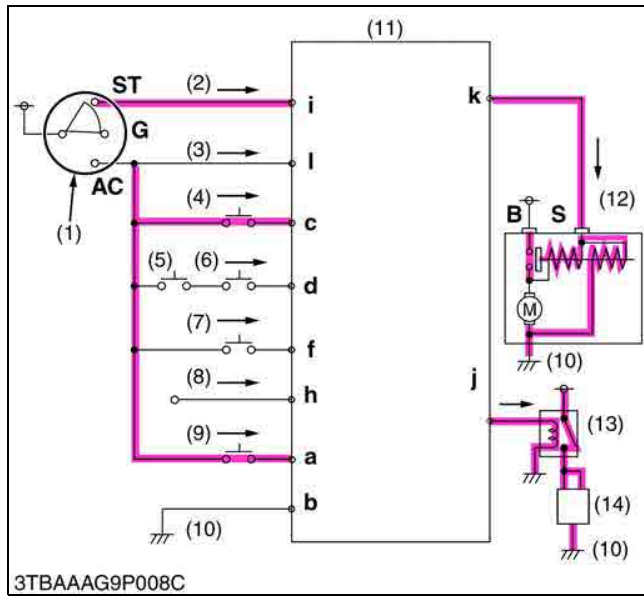 (11)
ST
(2)
i
k
G
(3)
l
AC
(4)
c
(12)
(1)
B
S
(5)
(6)
d
(7)
f
M
(8)
h
(10)
j
(9)
a
(13)
b
(14)
(10)
(10)
3TBAAAG9P008C